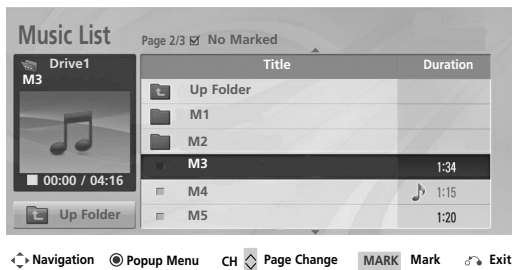 Music List
Page 2/3 No Marked
Drive1
M3
00:00 / 04:16
Up Folder
Title Duration
Up Folder
M1
M2
M3 1:34
M4 1:15
M5 1:20
Navigation Popup Menu CH Page Change MARK Mark Exit